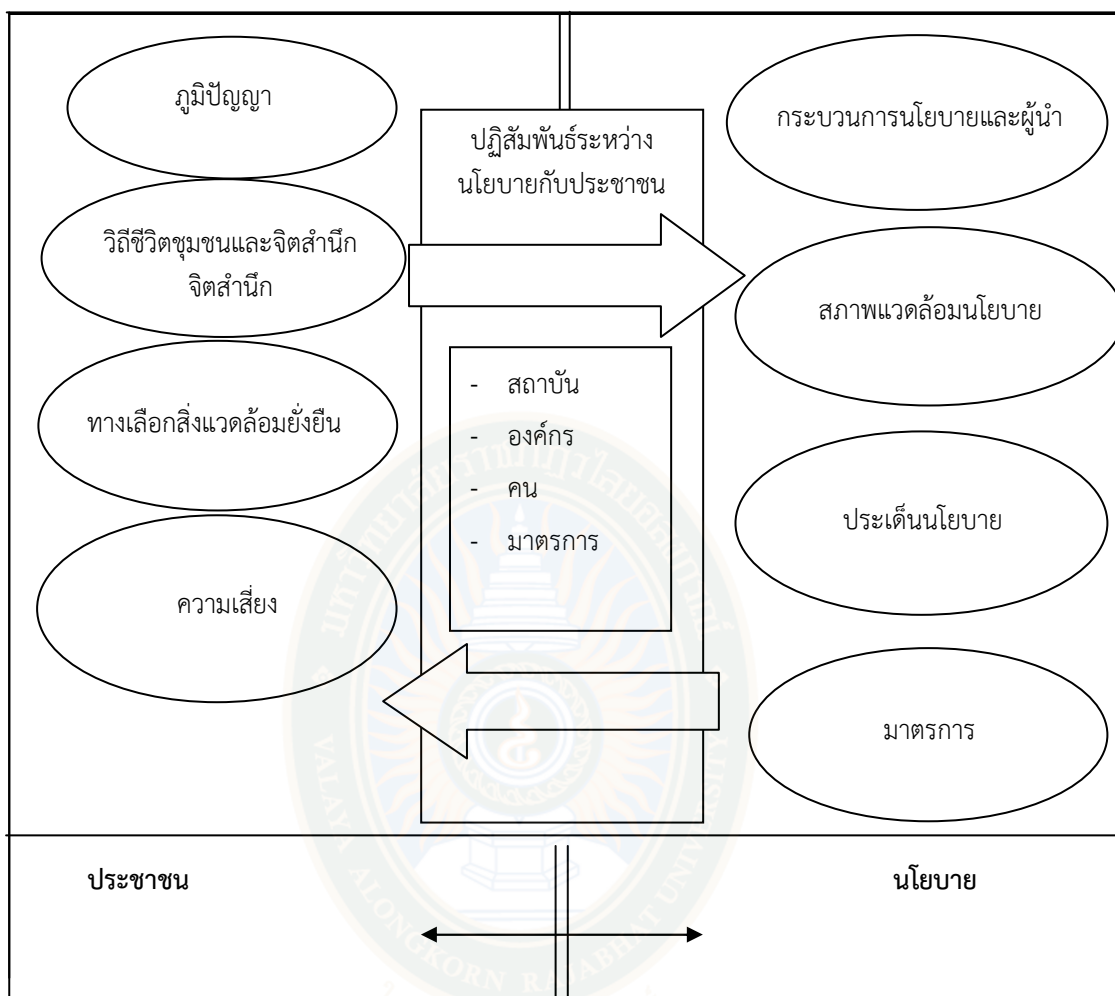 ภูมิปัญญา
วิถีชีวิตชุมชนและจิตสำนึก
จิตสำนึก
ทางเลือกสิ่งแวดล้อมยั่งยืน
ความเสี่ยง
ปฏิสัมพันธ์ระหว่าง
นโยบายกับประชาชน
- สถาบัน
- องค์กร
- คน
- มาตรการ
กระบวนการนโยบายและผู้นำ
สภาพแวดล้อมนโยบาย
ประเด็นนโยบาย
มาตรการ
ประชาชน
นโยบาย
VALAYA ALONGKORN RAJABHAT UNIVERSITY